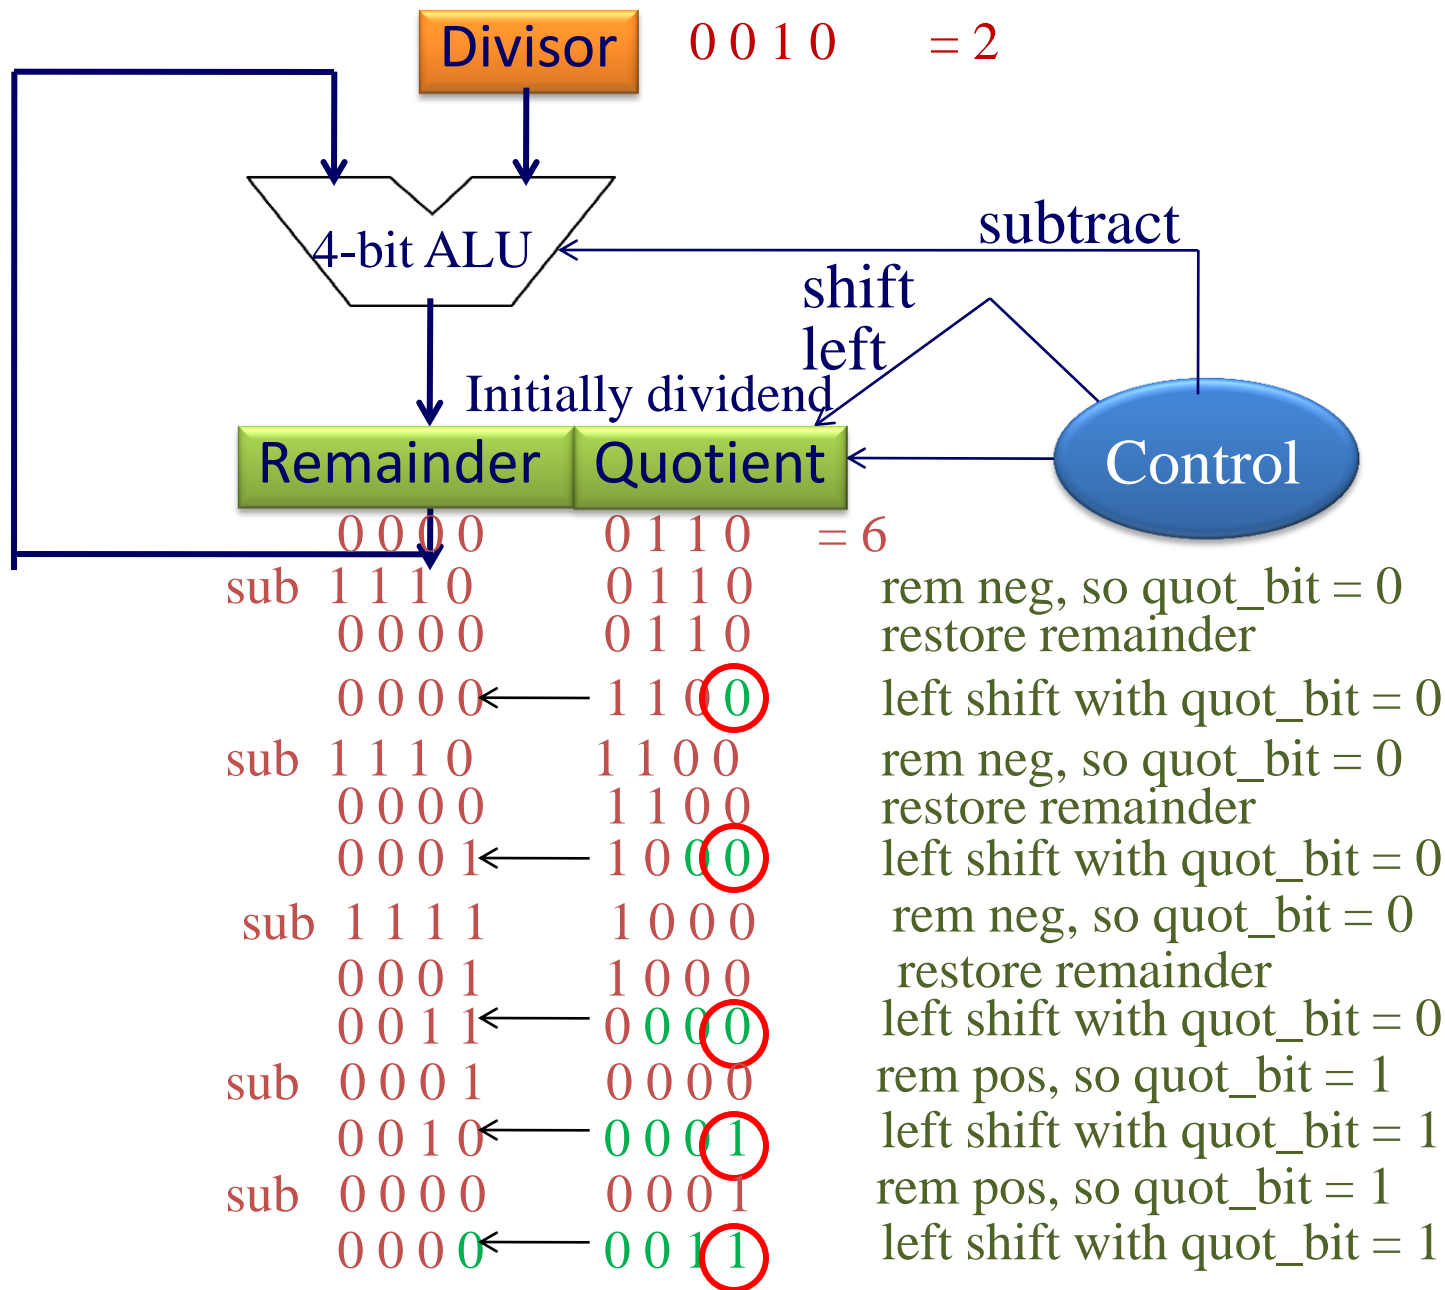 Divisor 0 0 1 0 = 2
4-bit ALU
subtract
shift
left
Initially dividend
Remainder Quotient
Control
0 0 0 0 0 1 1 0 = 6
sub 1 1 1 0 0 1 1 0 rem neg, so quot_bit = 0
0 0 0 0 0 1 1 0 restore remainder
0 0 0 0 1 1 0 0 left shift with quot_bit = 0
sub 1 1 1 0 1 1 0 0 rem neg, so quot_bit = 0
0 0 0 0 1 1 0 0 restore remainder
0 0 0 1 1 0 0 0 left shift with quot_bit = 0
sub 1 1 1 1 1 0 0 0 rem neg, so quot_bit = 0
0 0 0 1 1 0 0 0 restore remainder
0 0 1 1 0 0 0 0 left shift with quot_bit = 0
sub 0 0 0 1 0 0 0 0 rem pos, so quot_bit = 1
0 0 1 0 0 0 0 1 left shift with quot_bit = 1
sub 0 0 0 0 0 0 0 1 rem pos, so quot_bit = 1
0 0 0 0 0 0 1 1 left shift with quot_bit = 1